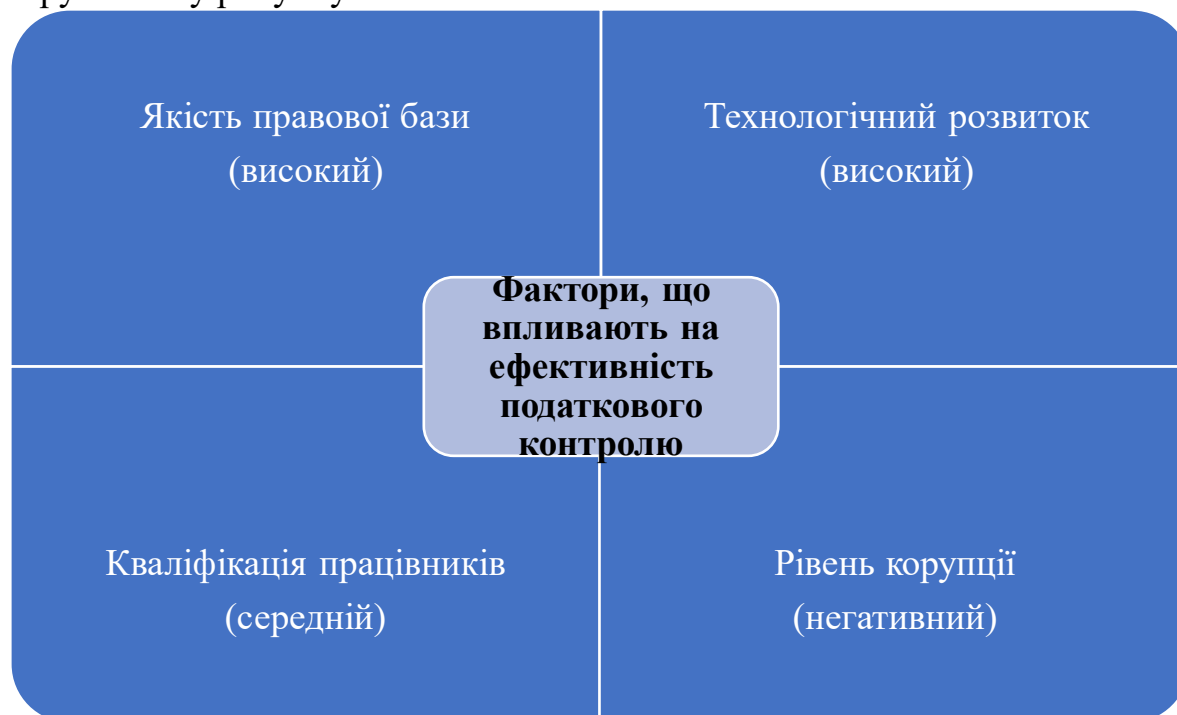 Якість правової бази
(високий)
Технологічний розвиток
(високий)
Фактори, що
впливають на
ефективність
податкового
контролю
Кваліфікація працівників
(середній)
Рівень корупції
(негативний)